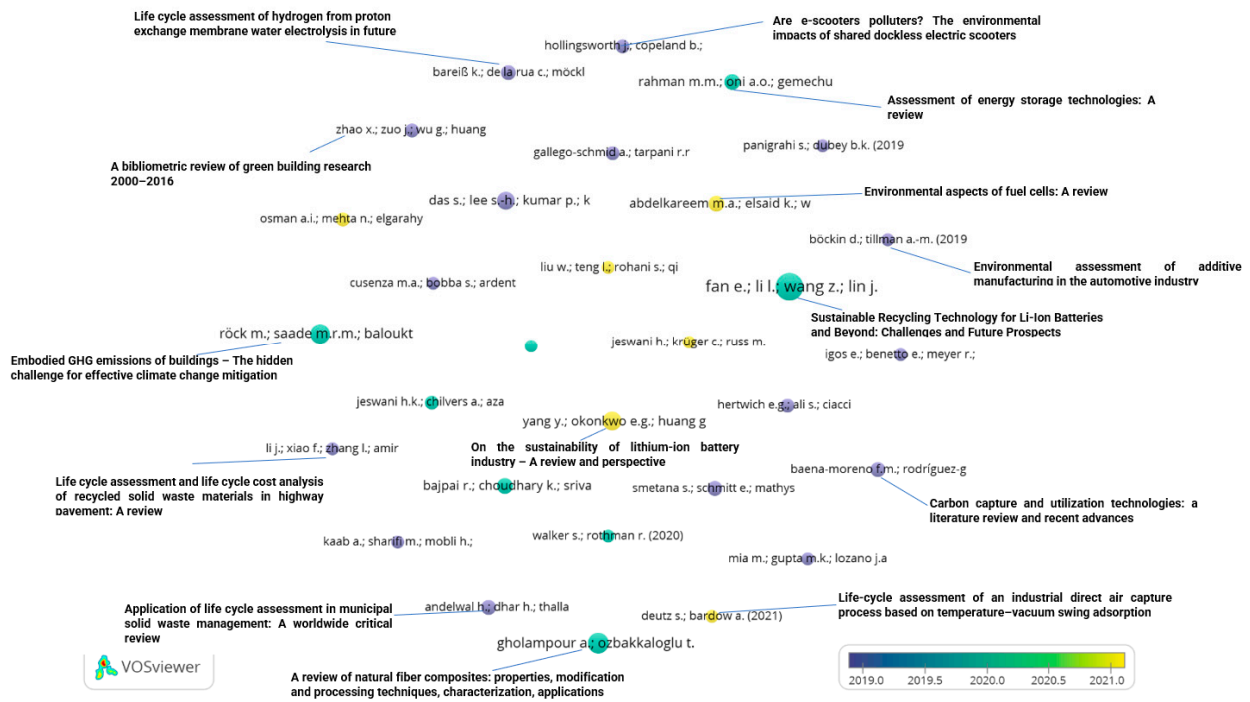 Life cycle assessment of hydrogen from proton
exchange membrane water electrolysis in future
Are e-scooters polluters? The environmental
impacts of shared dockless electric scooters
hollingsworth j.; copeland b.;
bareiß k.; de la rua c.; möckl
rahman m.m.; oni a.o.; gemechu
Assessment of energy storage technologies: A
review
zhao x.; zuo j.; wu g.; huang
gallego-schmid a.; tarpani r.r
panigrahi s.; dubey b.k. (2019
A bibliometric review of green building research
2000–2016
das s.; lee s.-h.; kumar p.; k
abdelkareem m.a.; elsaid k.; w
Environmental aspects of fuel cells: A review
osman a.i.; mehta n.; elgarahy
böckin d.; tillman a.-m. (2019
liu w.; teng l.; rohani s.; qi
Environmental assessment of additive
manufacturing in the automotive industry
cusenza m.a.; bobba s.; ardent
fan e.; li l.; wang z.; lin j.
Sustainable Recycling Technology for Li-Ion Batteries
and Beyond: Challenges and Future Prospects
röck m.; saade m.r.m.; baloukt
jeswani h.; krüger c.; russ m.
igos e.; benetto e.; meyer r.;
Embodied GHG emissions of buildings – The hidden
challenge for effective climate change mitigation
jeswani h.k.; chilvers a.; aza
hertwich e.g.; ali s.; ciacci
yang y.; okonkwo e.g.; huang g
On the sustainability of lithium-ion battery
industry – A review and perspective
li j.; xiao f.; zhang l.; amir
baena-moreno f.m.; rodríguez-g
Life cycle assessment and life cycle cost analysis
of recycled solid waste materials in highway
pavement: A review
bajpai r.; choudhary k.; sriva
smetana s.; schmitt e.; mathys
Carbon capture and utilization technologies: a
literature review and recent advances
kaab a.; sharifi m.; mobli h.;
walker s.; rothman r. (2020)
mia m.; gupta m.k.; lozano j.a
Application of life cycle assessment in municipal
solid waste management: A worldwide critical
review
andelwal h.; dhar h.; thalla
deutz s.; bardow a. (2021)
Life-cycle assessment of an industrial direct air capture
process based on temperature–vacuum swing adsorption
gholampour a.; ozbakkaloglu t.
A review of natural fiber composites: properties, modification
and processing techniques, characterization, applications
VOSviewer
2019.0 2019.5 2020.0 2020.5 2021.0